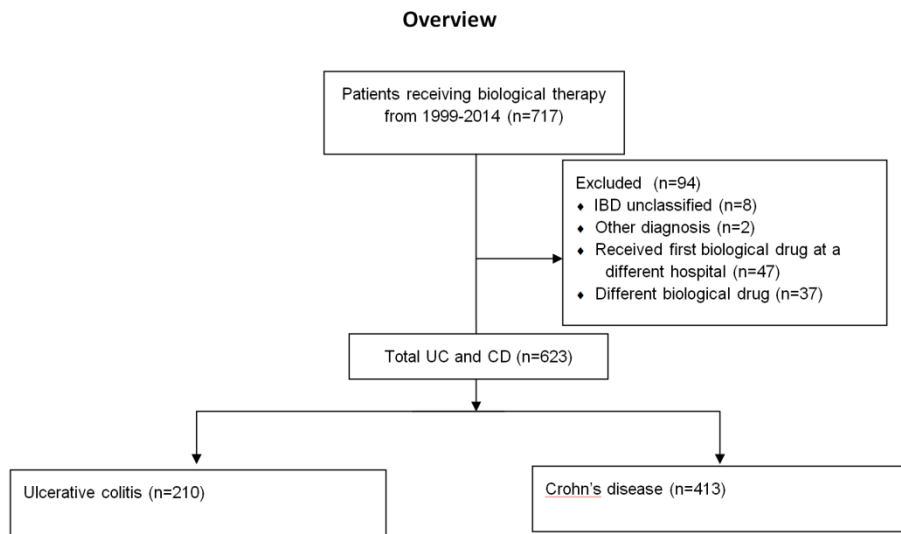 Overview
Patients receiving biological therapy
from 1999-2014 (n=717)
Excluded (n=94)
♦ IBD unclassified (n=8)
♦ Other diagnosis (n=2)
♦ Received first biological drug at a
different hospital (n=47)
♦ Different biological drug (n=37)
Total UC and CD (n=623)
Ulcerative colitis (n=210)
Crohn's disease (n=413)